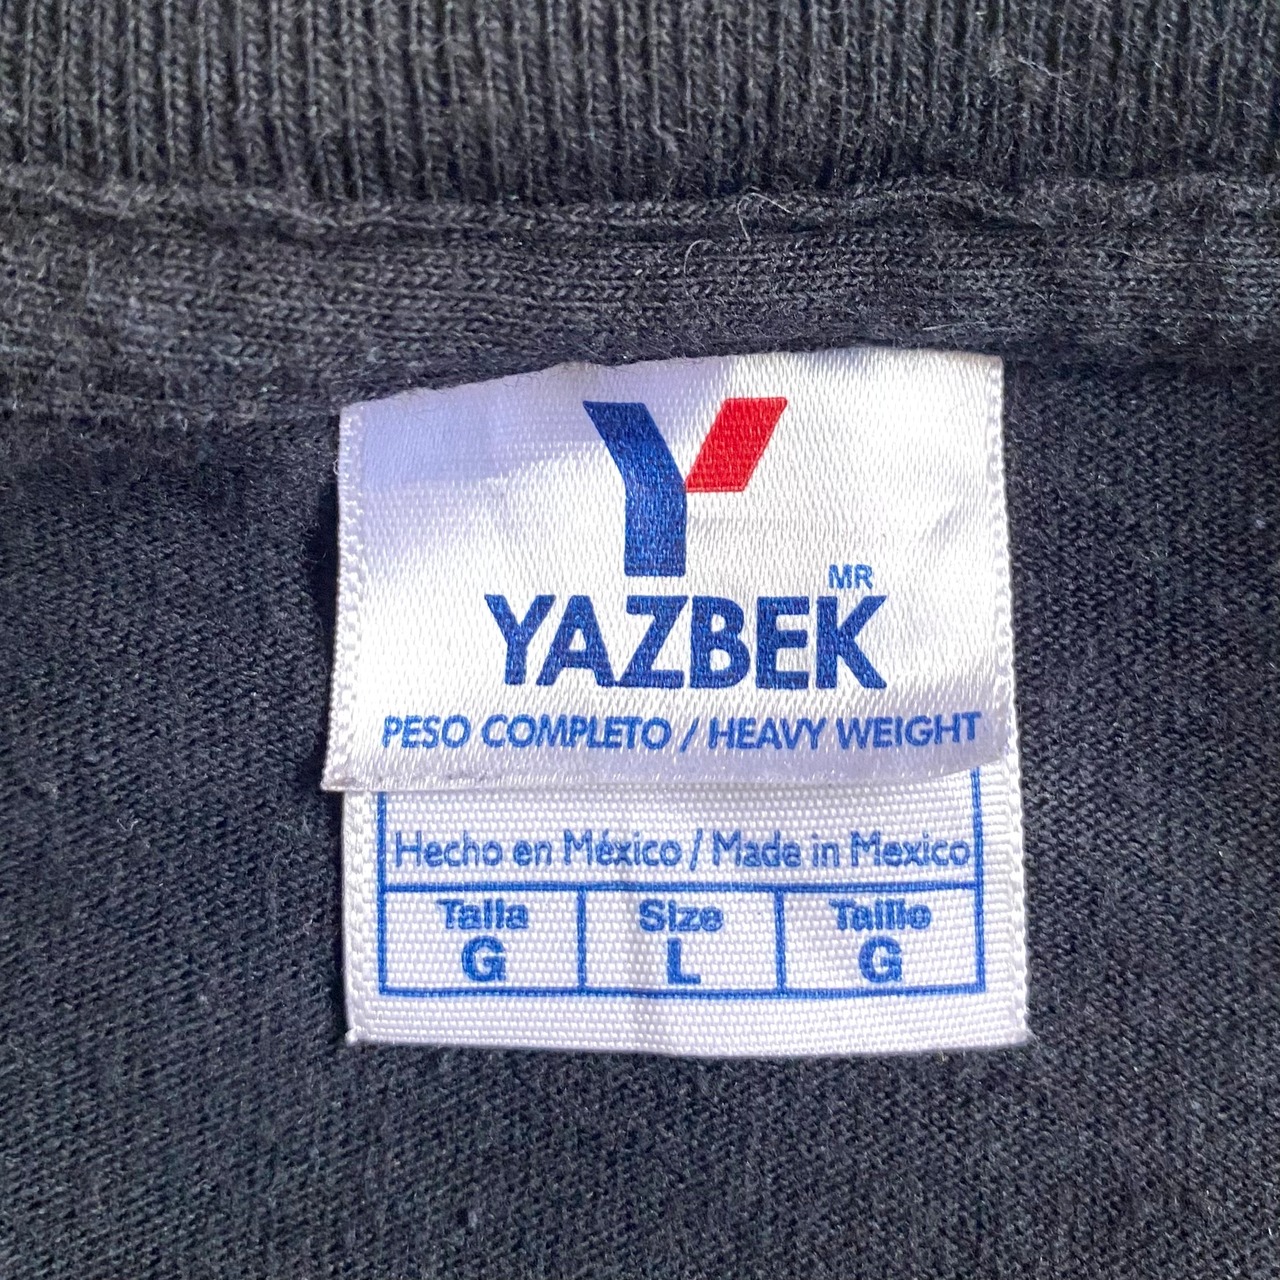 Y
MR
YAZBEK
PESO COMPLETO / HEAVY WEIGHT
Hecho en México / Made in Mexico
Talla Size Taille
G L G